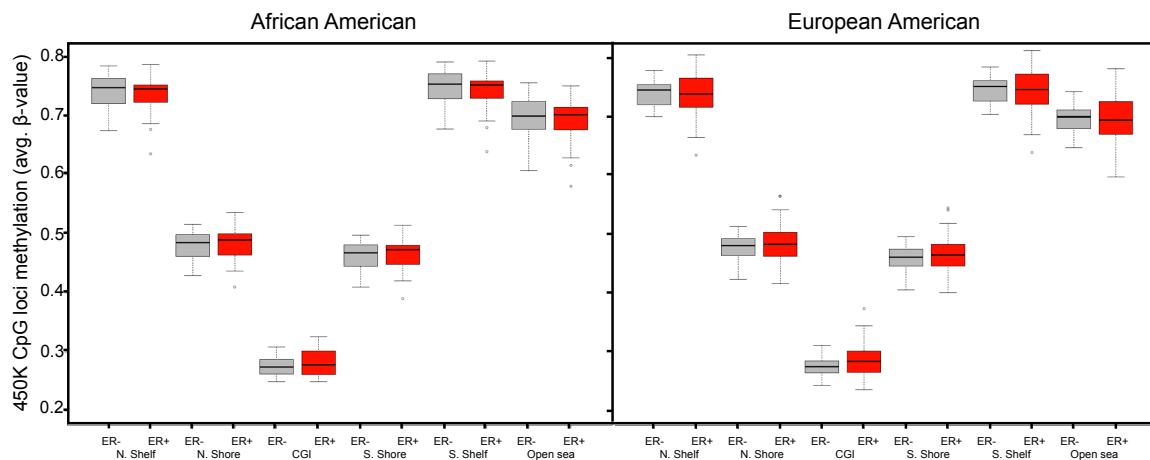 African American
European American
450K CpG loci methylation (avg. β-value)
0.8
0.7
0.6
0.5
0.4
0.3
0.2
ER- ER+ ER- ER+ ER- ER+ ER- ER+ ER- ER+ ER- ER+
N. Shelf N. Shore CGI S. Shore S. Shelf Open sea
ER- ER+ ER- ER+ ER- ER+ ER- ER+ ER- ER+ ER- ER+
N. Shelf N. Shore CGI S. Shore S. Shelf Open sea